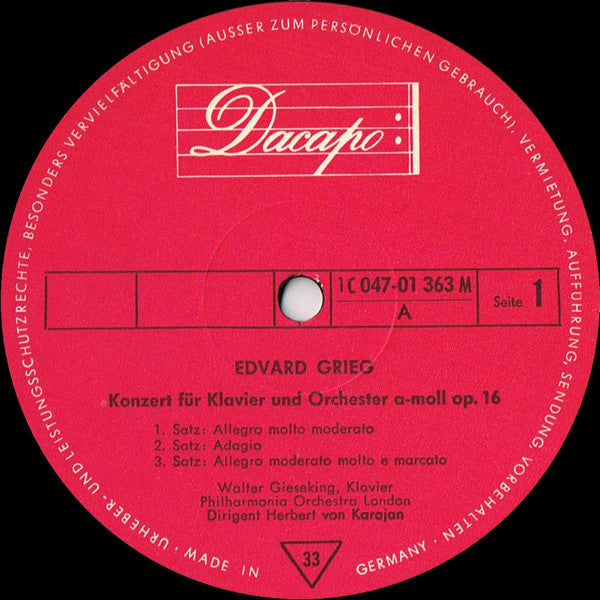 URHEBER- UND LEISTUNGSSCHUTZRECHTE, BESONDERS VERVIELFÄLTIGUNG (AUSSER ZUM PERSÖNLICHEN GEBRAUCH), VERMIETUNG, AUFFÜHRUNG, SENDUNG, VORBEHALTEN · MADE IN GERMANY ·
Dacapo
1 C 047-01 363 M
A
Seite 1
EDVARD GRIEG
Konzert für Klavier und Orchester a-moll op. 16
1. Satz: Allegro molto moderato
2. Satz: Adagio
3. Satz: Allegro moderato molto e marcato
Walter Gieseking, Klavier
Philharmonia Orchestra London
Dirigent Herbert von Karajan
33